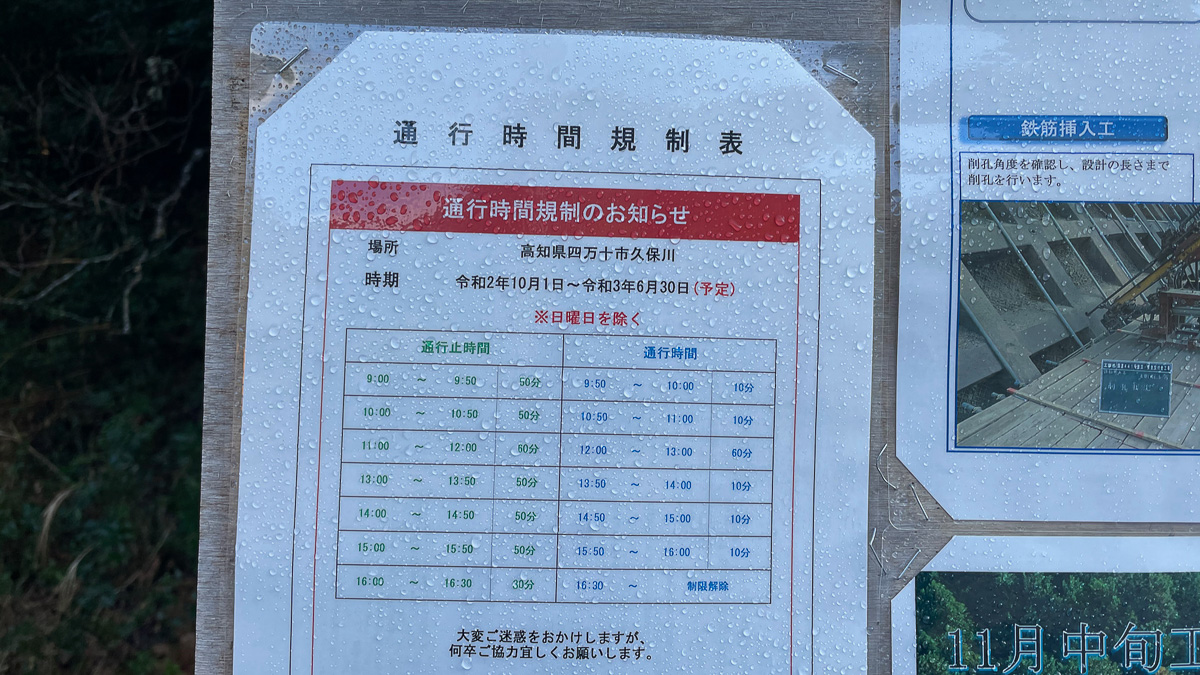 通行時間規制表
通行時間規制のお知らせ
場所 高知県四万十市久保川
時期 令和2年10月1日～令和3年6月30日(予定)
※日曜日を除く
通行止時間 通行時間
9:00 ～ 9:50 50分 9:50 ～ 10:00 10分
10:00 ～ 10:50 50分 10:50 ～ 11:00 10分
11:00 ～ 12:00 60分 12:00 ～ 13:00 60分
13:00 ～ 13:50 50分 13:50 ～ 14:00 10分
14:00 ～ 14:50 50分 14:50 ～ 15:00 10分
15:00 ～ 15:50 50分 15:50 ～ 16:00 10分
16:00 ～ 16:30 30分 16:30 ～ 制限解除
大変ご迷惑をおかけしますが、
何卒ご協力宜しくお願いします。
鉄筋挿入工
削孔角度を確認し、設計の長さまで
削孔を行います。
11月中旬工